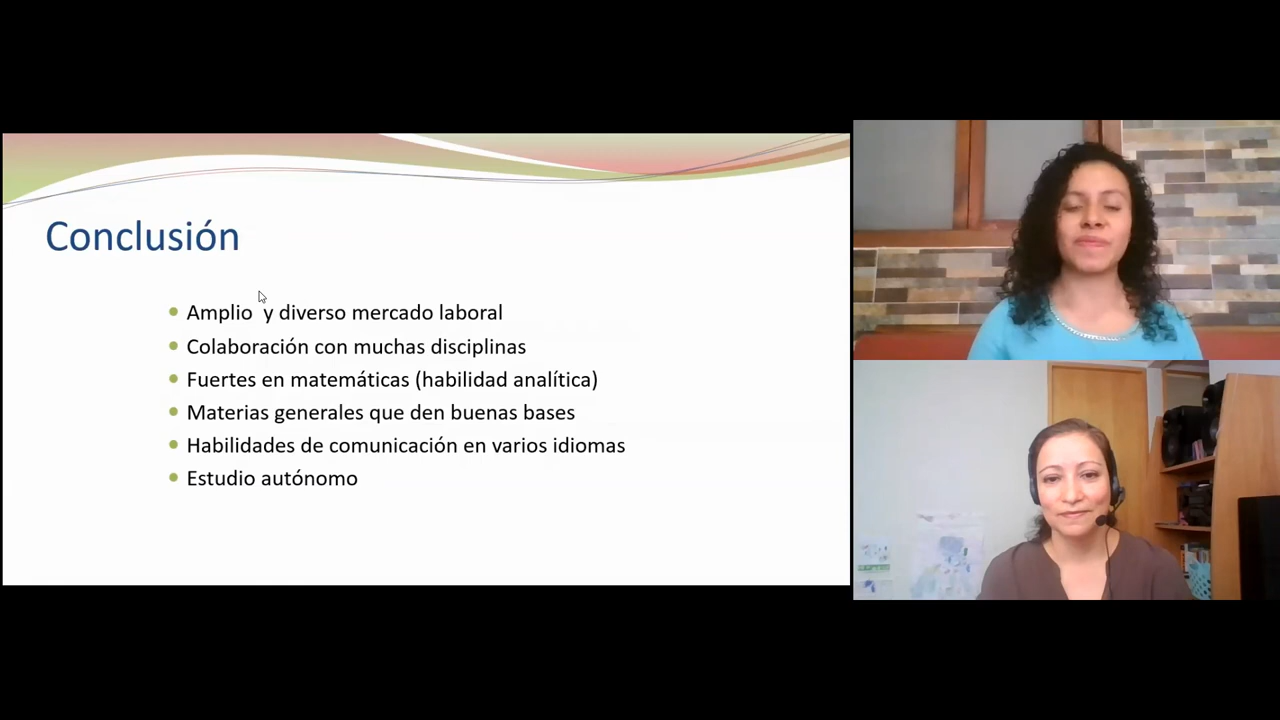 Conclusión
Amplio y diverso mercado laboral
Colaboración con muchas disciplinas
Fuertes en matemáticas (habilidad analítica)
Materias generales que den buenas bases
Habilidades de comunicación en varios idiomas
Estudio autónomo